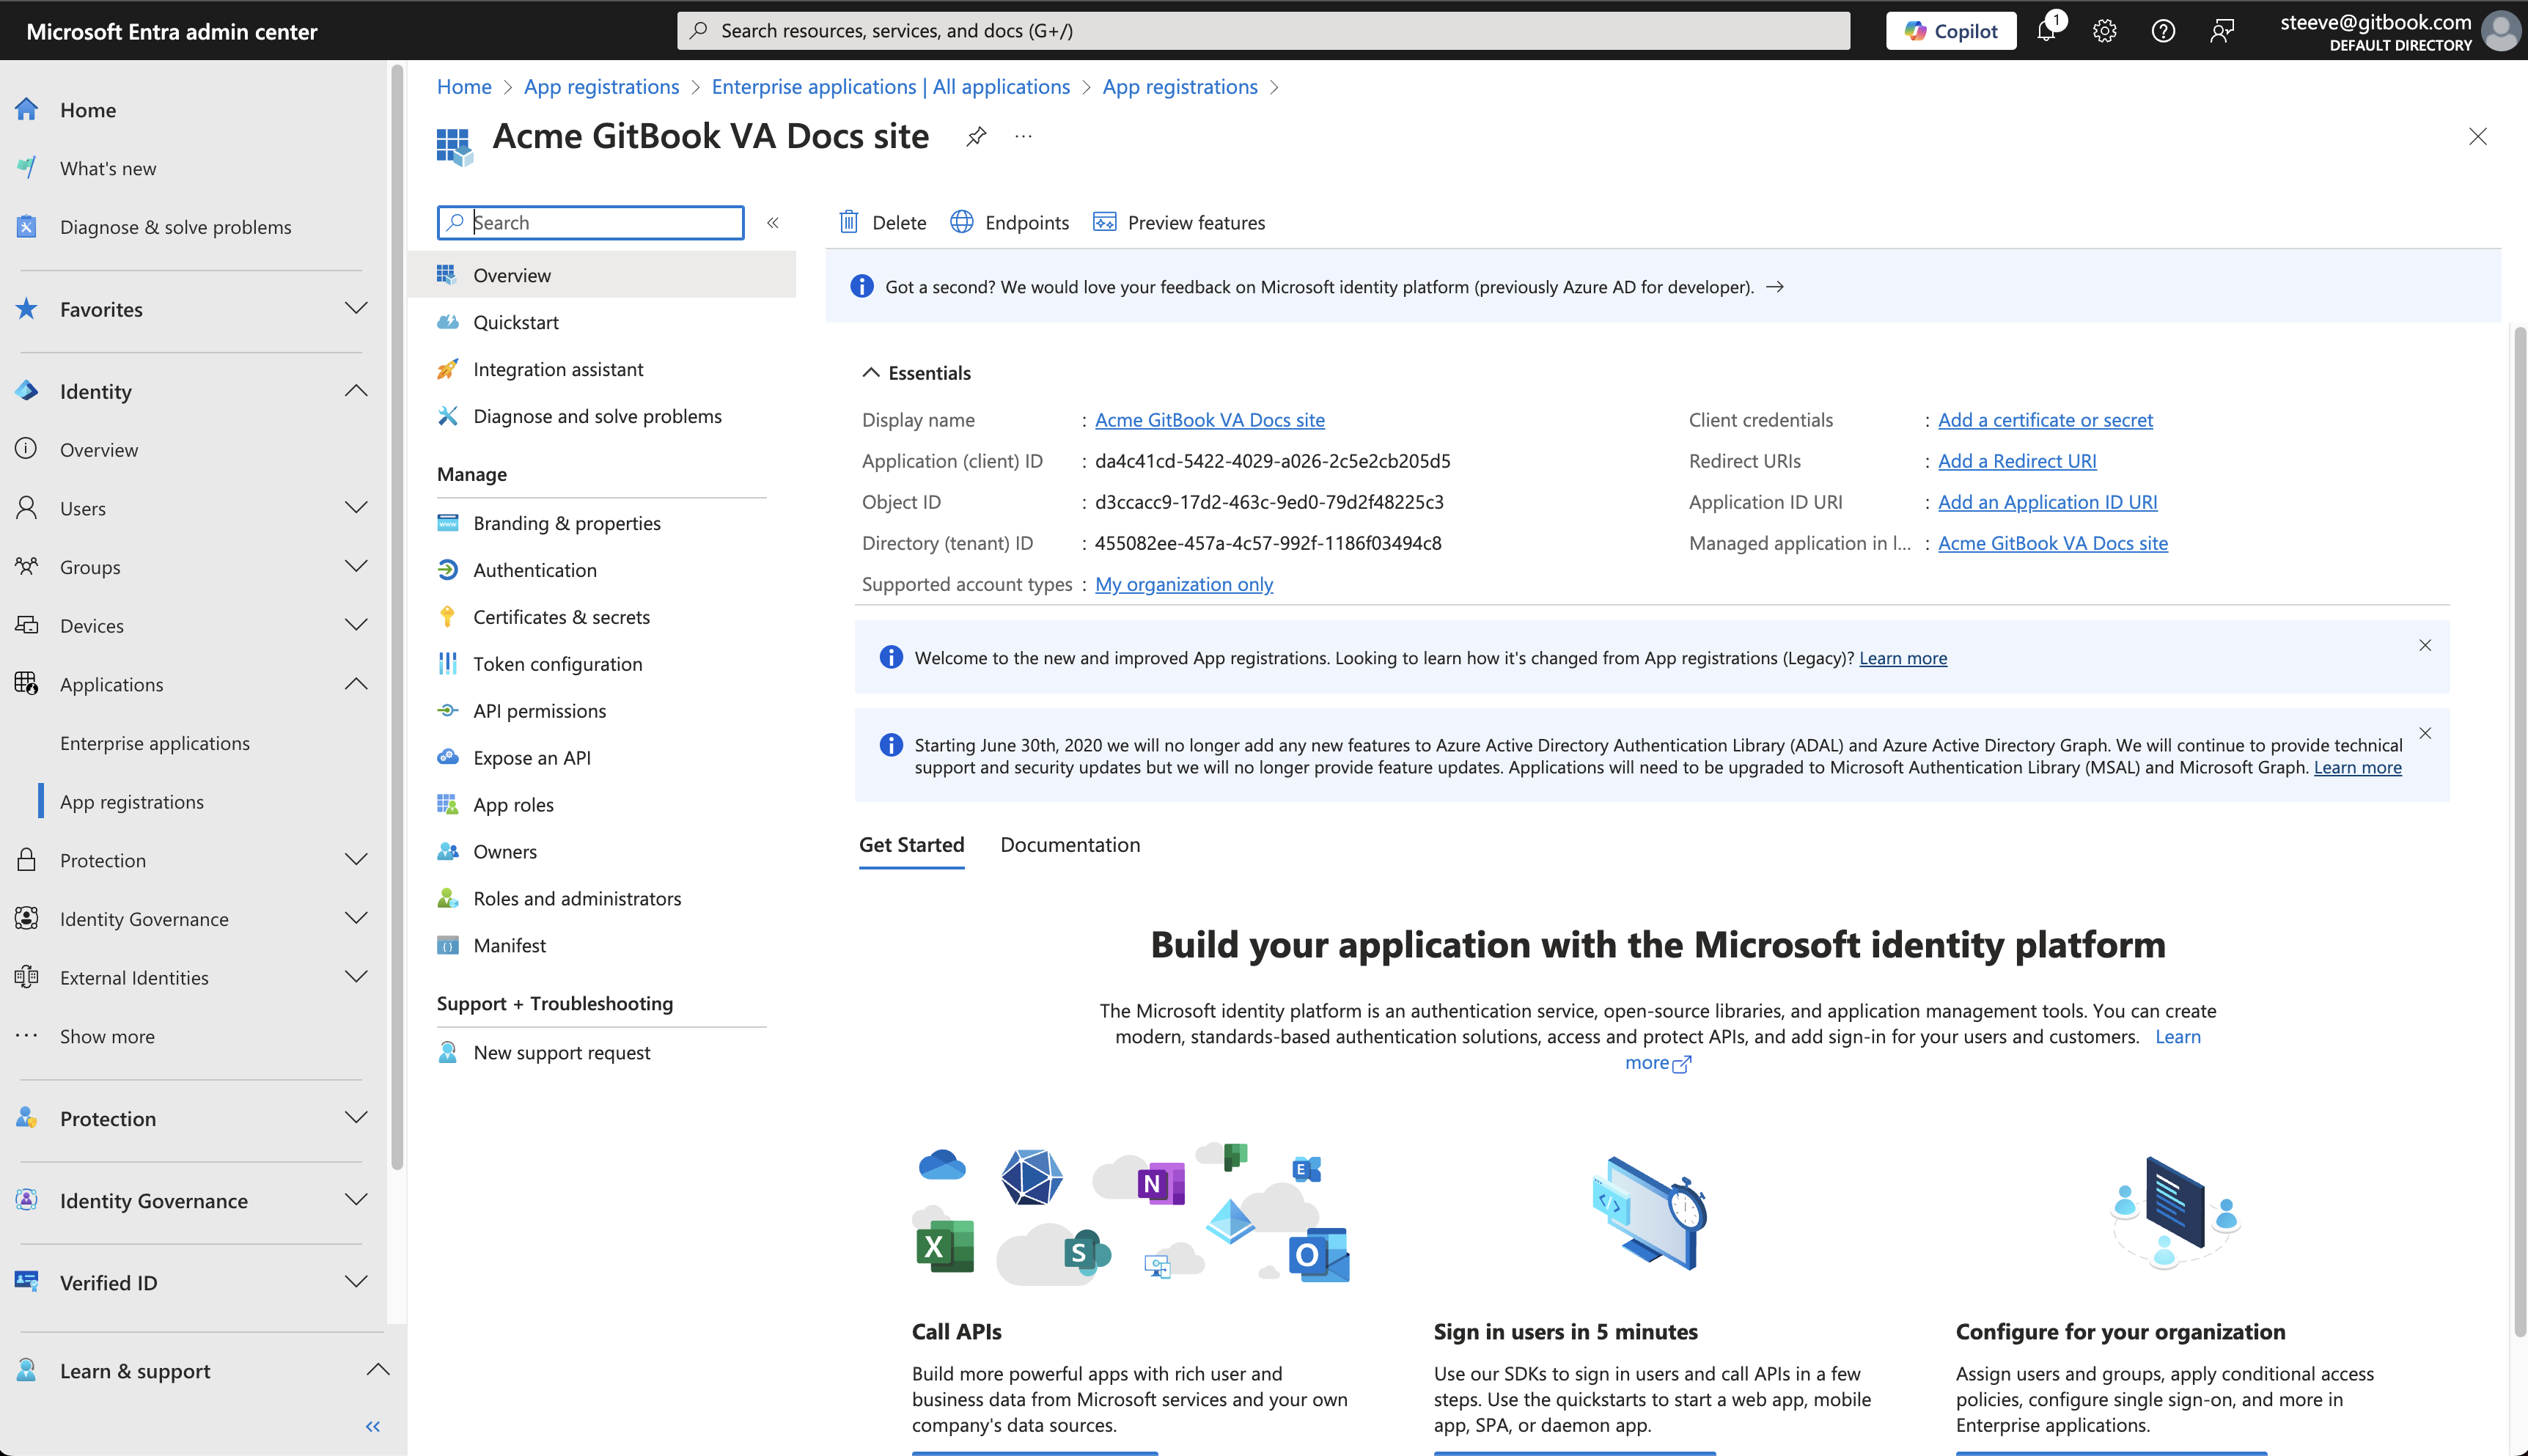 Microsoft Entra admin center
Search resources, services, and docs (G+/)
Copilot
1
steeve@gitbook.com
DEFAULT DIRECTORY
Home
What's new
Diagnose & solve problems
Favorites
Identity
Overview
Users
Groups
Devices
Applications
Enterprise applications
App registrations
Protection
Identity Governance
External Identities
Show more
Protection
Identity Governance
Verified ID
Learn & support
Home > App registrations > Enterprise applications | All applications > App registrations >
Acme GitBook VA Docs site
Search
Overview
Quickstart
Integration assistant
Diagnose and solve problems
Manage
Branding & properties
Authentication
Certificates & secrets
Token configuration
API permissions
Expose an API
App roles
Owners
Roles and administrators
Manifest
Support + Troubleshooting
New support request
Delete Endpoints Preview features
Got a second? We would love your feedback on Microsoft identity platform (previously Azure AD for developer). →
Essentials
Display name : Acme GitBook VA Docs site
Application (client) ID : da4c41cd-5422-4029-a026-2c5e2cb205d5
Object ID : d3ccacc9-17d2-463c-9ed0-79d2f48225c3
Directory (tenant) ID : 455082ee-457a-4c57-992f-1186f03494c8
Supported account types : My organization only
Client credentials : Add a certificate or secret
Redirect URIs : Add a Redirect URI
Application ID URI : Add an Application ID URI
Managed application in l... : Acme GitBook VA Docs site
Welcome to the new and improved App registrations. Looking to learn how it's changed from App registrations (Legacy)? Learn more
Starting June 30th, 2020 we will no longer add any new features to Azure Active Directory Authentication Library (ADAL) and Azure Active Directory Graph. We will continue to provide technical
support and security updates but we will no longer provide feature updates. Applications will need to be upgraded to Microsoft Authentication Library (MSAL) and Microsoft Graph. Learn more
Get Started Documentation
Build your application with the Microsoft identity platform
The Microsoft identity platform is an authentication service, open-source libraries, and application management tools. You can create
modern, standards-based authentication solutions, access and protect APIs, and add sign-in for your users and customers. Learn
more
N
E
X
S
O
Call APIs
Build more powerful apps with rich user and
business data from Microsoft services and your own
company's data sources.
Sign in users in 5 minutes
Use our SDKs to sign in users and call APIs in a few
steps. Use the quickstarts to start a web app, mobile
app, SPA, or daemon app.
Configure for your organization
Assign users and groups, apply conditional access
policies, configure single sign-on, and more in
Enterprise applications.